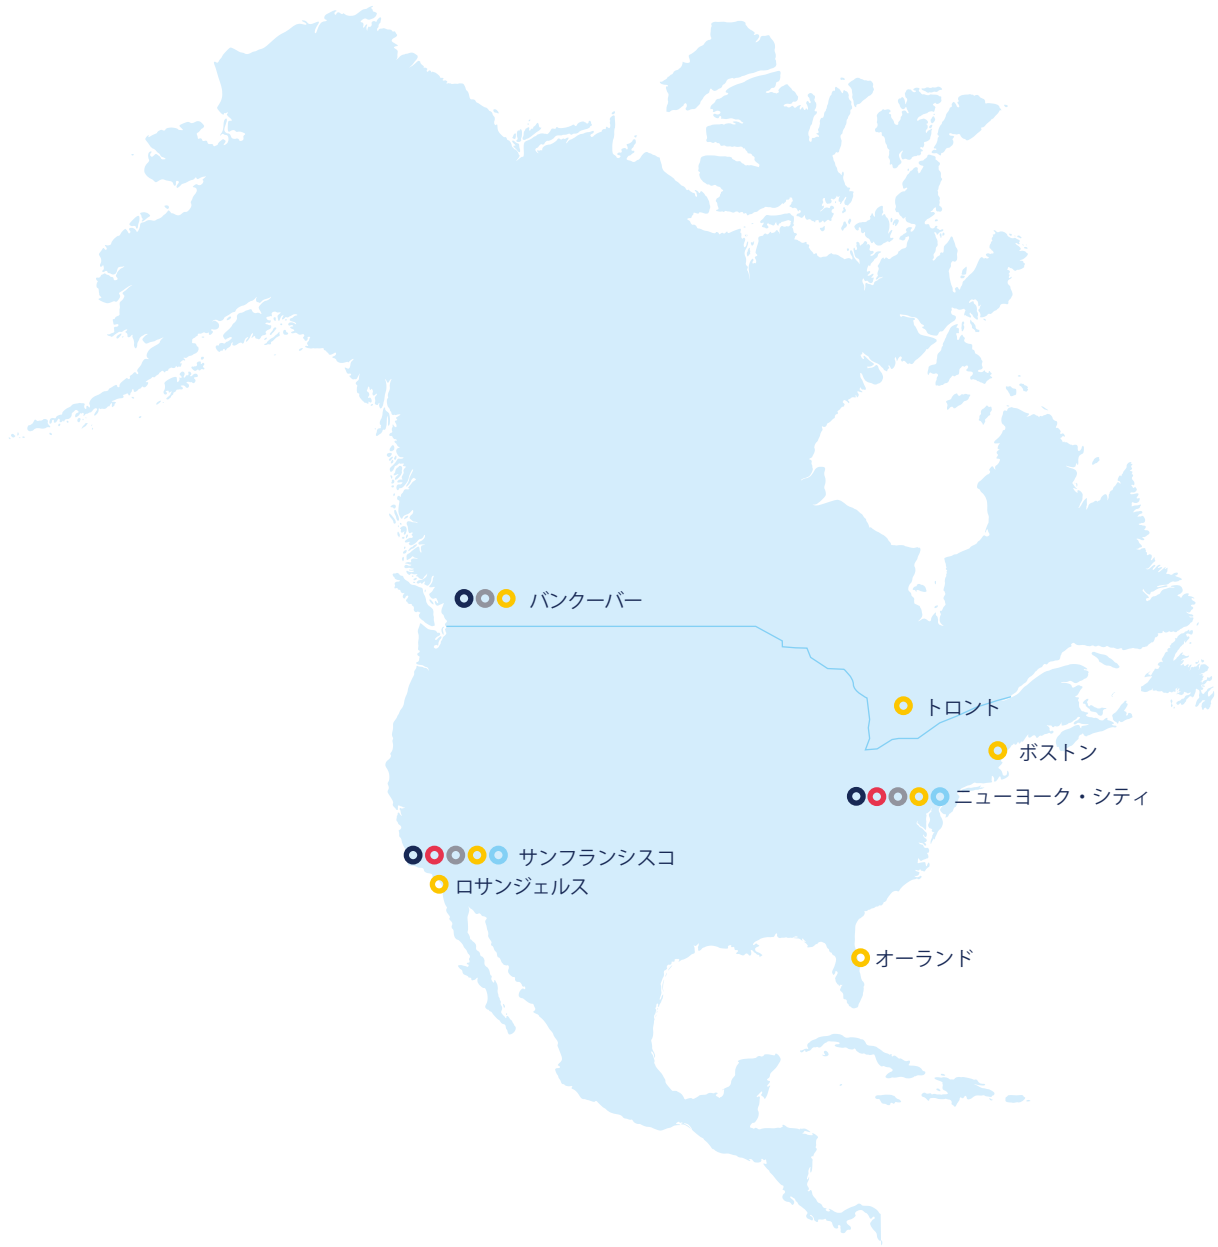 バンクーバー
トロント
ボストン
ニューヨーク・シティ
サンフランシスコ
ロサンジェルス
オーランド